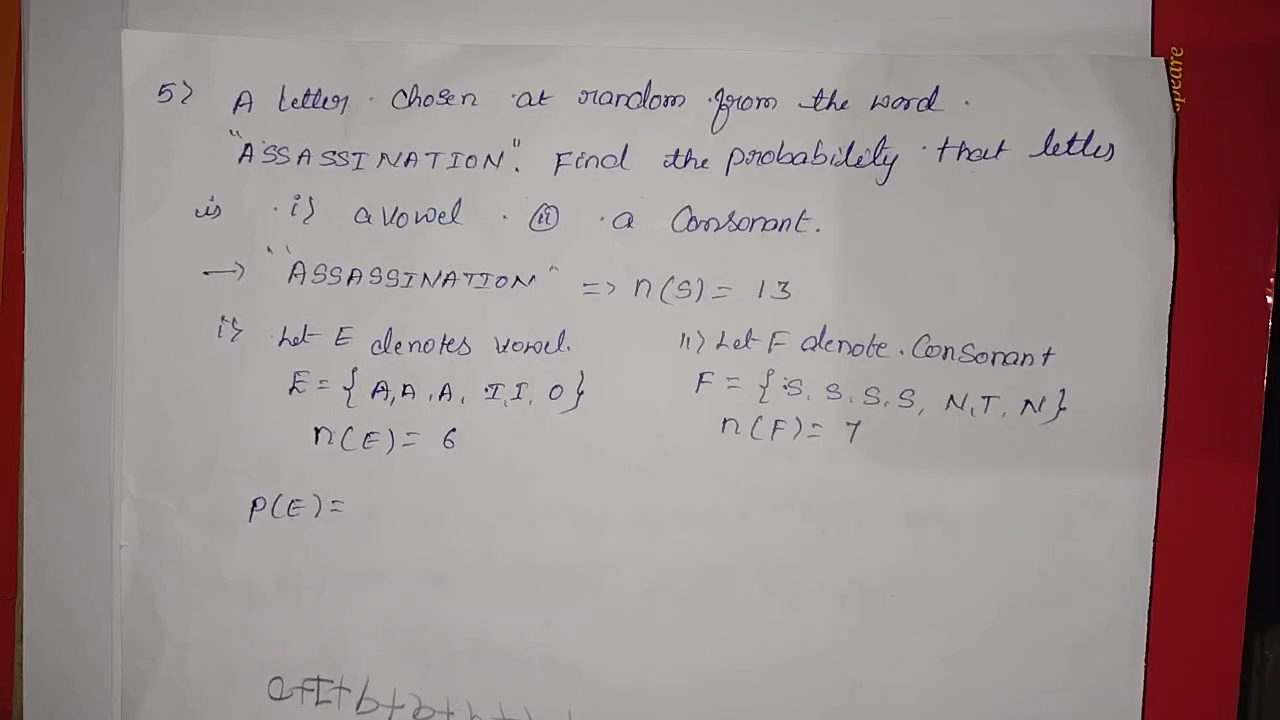 5} A letter chosen at random from the word
"ASSASSINATION". Find the probability that letter
is i} a vowel (ii) a Consonant.
→ "ASSASSINATION" => n(S) = 13
i} Let E denotes vowel.
E = { A, A, A, I, I, O}
n(E) = 6
P(E) =
ii) Let F denote Consonant
F = { S, S, S, S, N, T, N}
n(F) = 7
speare